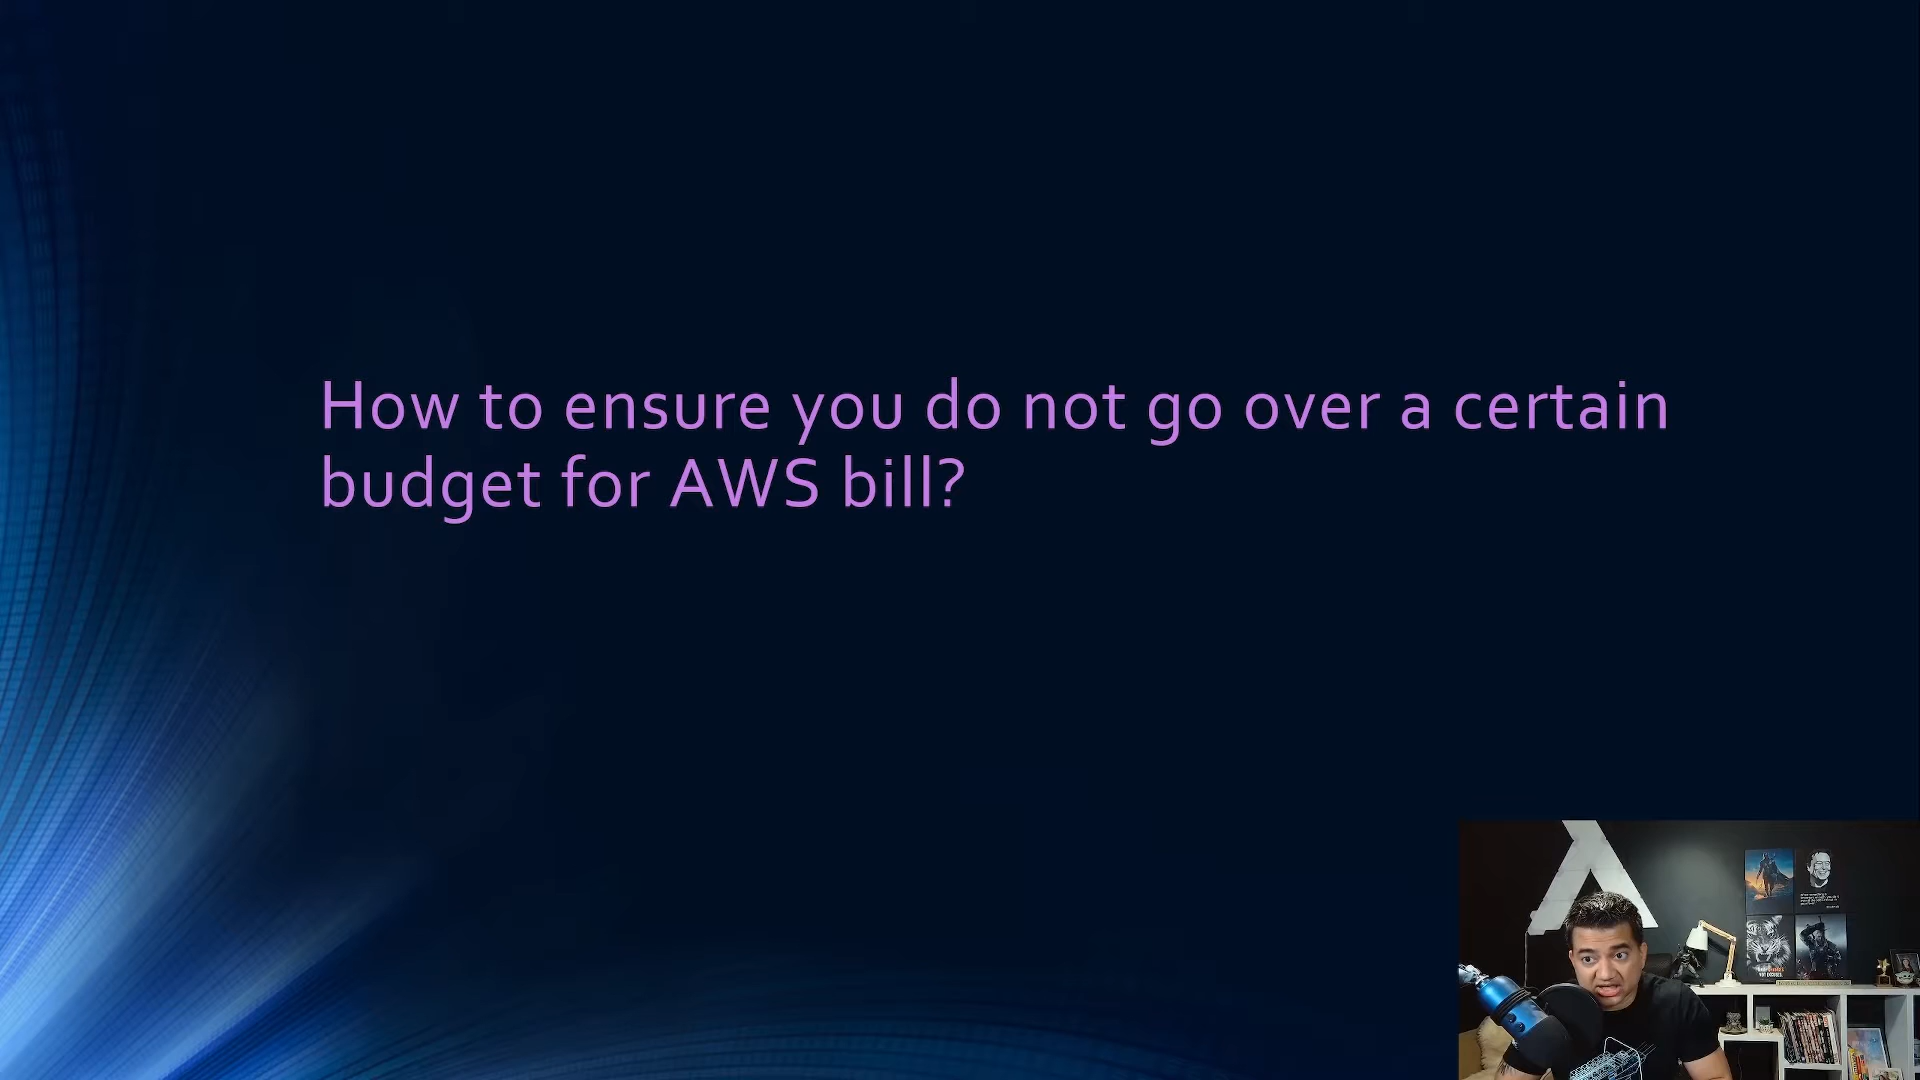 How to ensure you do not go over a certain
budget for AWS bill?